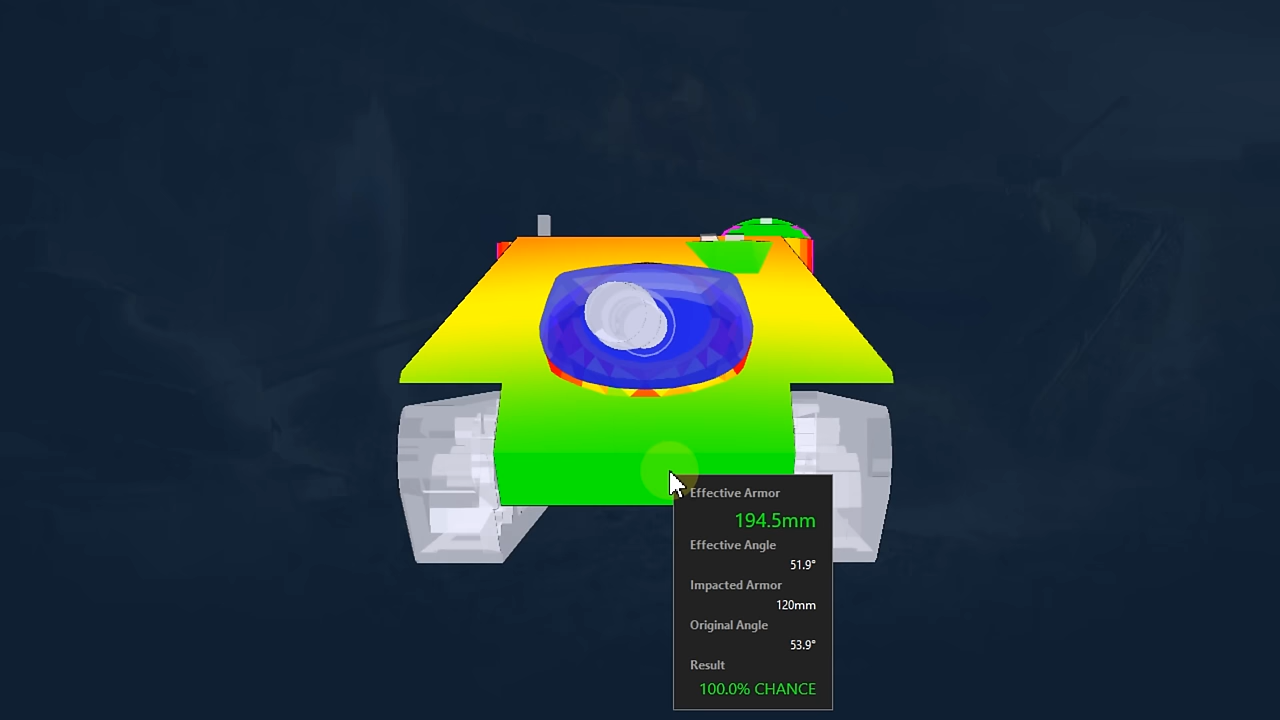 Effective Armor
194.5mm
Effective Angle
51.9°
Impacted Armor
120mm
Original Angle
53.9°
Result
100.0% CHANCE